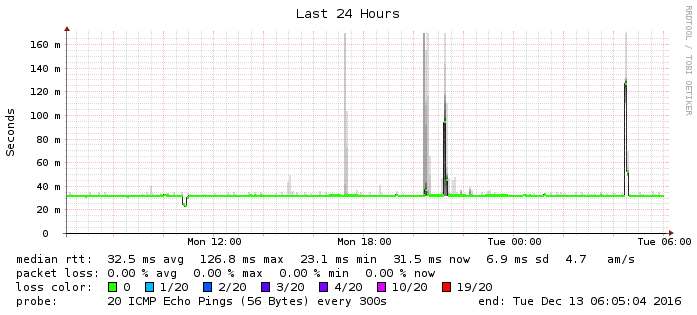 Last 24 Hours
RRDTOOL / TOBI OETIKER
Seconds
160 m
140 m
120 m
100 m
80 m
60 m
40 m
20 m
0
Mon 12:00 Mon 18:00 Tue 00:00 Tue 06:00
median rtt: 32.5 ms avg 126.8 ms max 23.1 ms min 31.5 ms now 6.9 ms sd 4.7 am/s
packet loss: 0.00 % avg 0.00 % max 0.00 % min 0.00 % now
loss color: 0 1/20 2/20 3/20 4/20 10/20 19/20
probe: 20 ICMP Echo Pings (56 Bytes) every 300s end: Tue Dec 13 06:05:04 2016